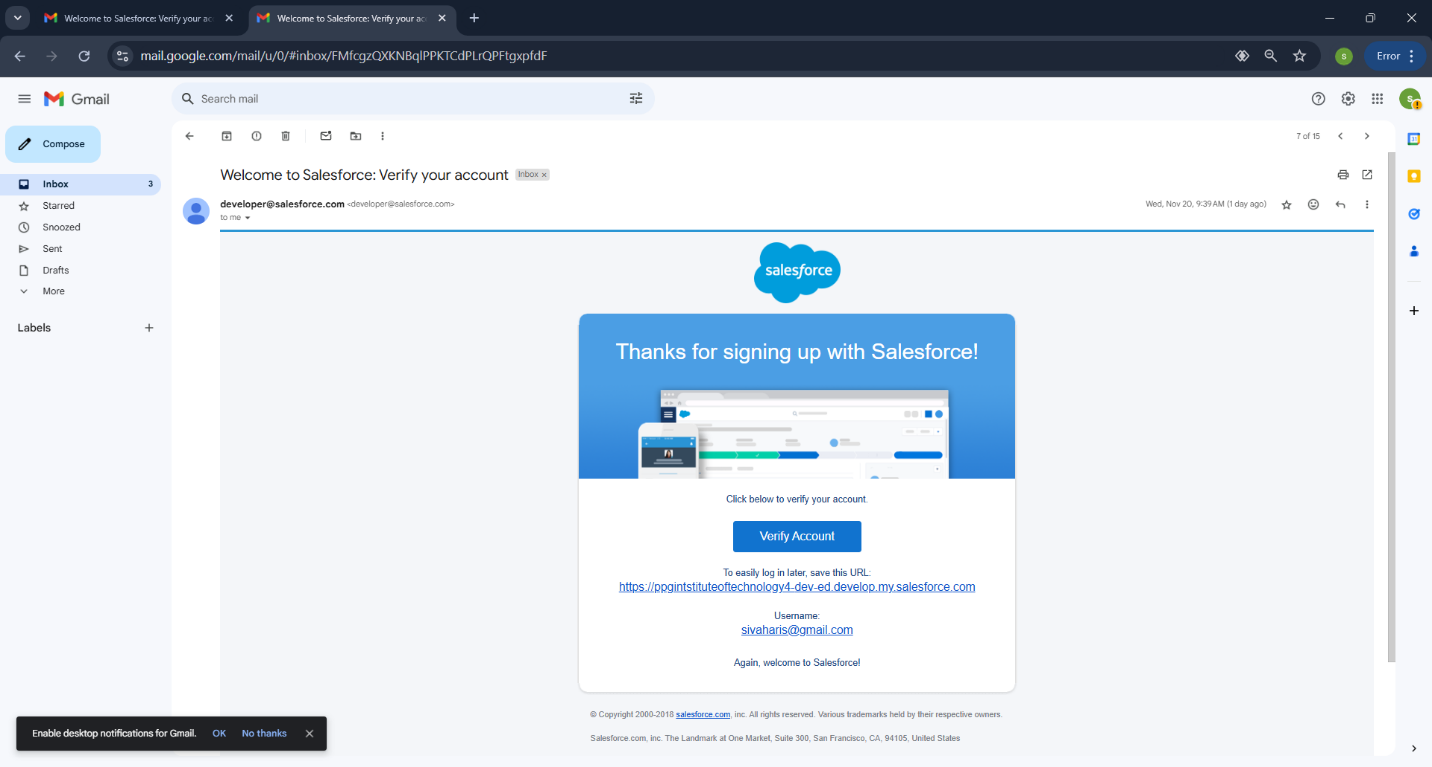 Welcome to Salesforce: Verify your ac
Welcome to Salesforce: Verify your ac
mail.google.com/mail/u/0/#inbox/FMfcgzQXKNBqlPPKTCdPLrQPFtgxpfdF
s
Error
Gmail
Search mail
s
Compose
7 of 15
Inbox 3
Starred
Snoozed
Sent
Drafts
More
Labels
Welcome to Salesforce: Verify your account Inbox x
developer@salesforce.com <developer@salesforce.com>
Wed, Nov 20, 9:39 AM (1 day ago)
to me
salesforce
Thanks for signing up with Salesforce!
Click below to verify your account.
Verify Account
To easily log in later, save this URL:
https://ppgintstituteoftechnology4-dev-ed.develop.my.salesforce.com
Username:
sivaharis@gmail.com
Again, welcome to Salesforce!
© Copyright 2000-2018 salesforce.com, inc. All rights reserved. Various trademarks held by their respective owners.
Salesforce.com, inc. The Landmark at One Market, Suite 300, San Francisco, CA, 94105, United States
Enable desktop notifications for Gmail. OK No thanks